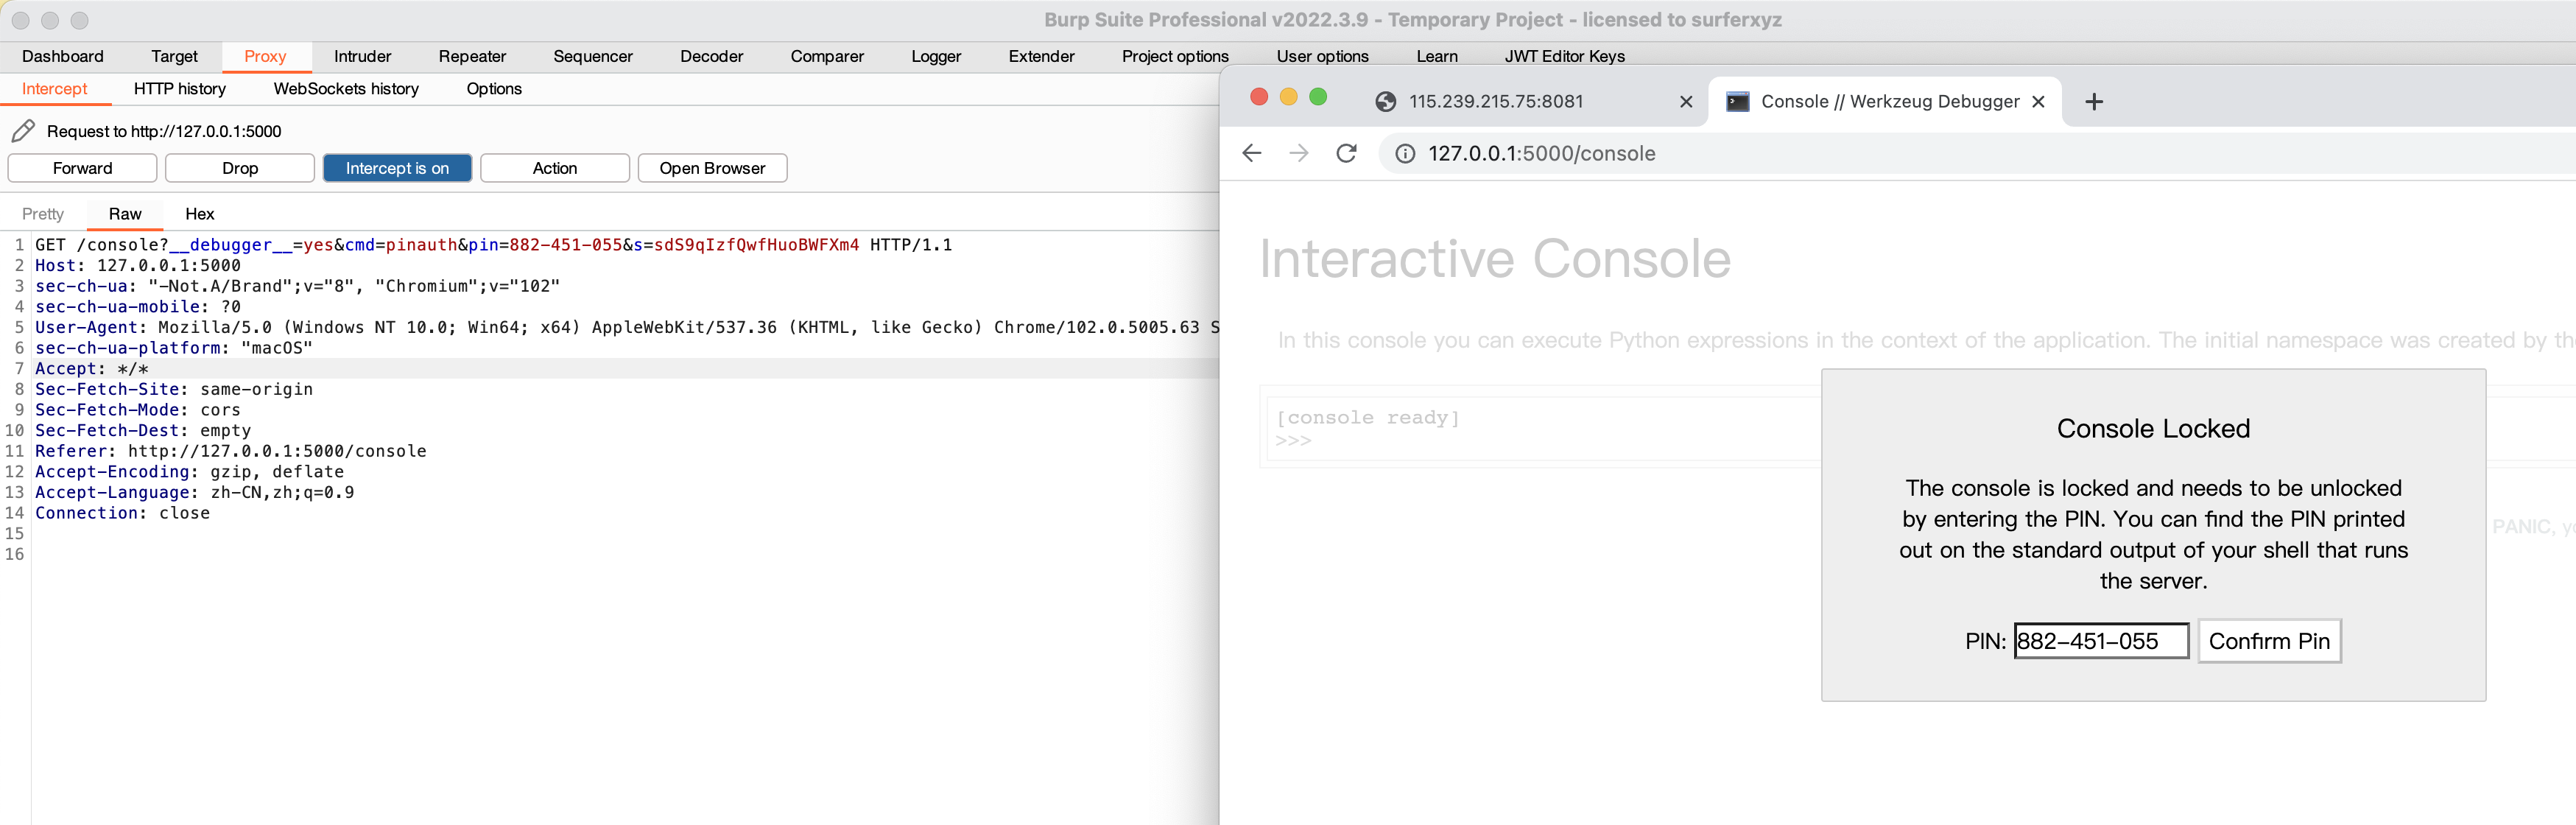 Burp Suite Professional v2022.3.9 - Temporary Project - licensed to surferxyz
Dashboard Target Proxy Intruder Repeater Sequencer Decoder Comparer Logger Extender Project options User options Learn JWT Editor Keys
Intercept HTTP history WebSockets history Options
Request to http://127.0.0.1:5000
Forward Drop Intercept is on Action Open Browser
Pretty Raw Hex
1 GET /console?__debugger__=yes&cmd=pinauth&pin=882-451-055&s=sdS9qIzfQwfHuoBWFXm4 HTTP/1.1
2 Host: 127.0.0.1:5000
3 sec-ch-ua: "-Not.A/Brand";v="8", "Chromium";v="102"
4 sec-ch-ua-mobile: ?0
5 User-Agent: Mozilla/5.0 (Windows NT 10.0; Win64; x64) AppleWebKit/537.36 (KHTML, like Gecko) Chrome/102.0.5005.63 S
6 sec-ch-ua-platform: "macOS"
7 Accept: */*
8 Sec-Fetch-Site: same-origin
9 Sec-Fetch-Mode: cors
10 Sec-Fetch-Dest: empty
11 Referer: http://127.0.0.1:5000/console
12 Accept-Encoding: gzip, deflate
13 Accept-Language: zh-CN,zh;q=0.9
14 Connection: close
15
16
115.239.215.75:8081
Console // Werkzeug Debugger
127.0.0.1:5000/console
Interactive Console
In this console you can execute Python expressions in the context of the application. The initial namespace was created by the
[console ready]
>>>
PANIC, yo
Console Locked
The console is locked and needs to be unlocked
by entering the PIN. You can find the PIN printed
out on the standard output of your shell that runs
the server.
PIN: 882-451-055 Confirm Pin